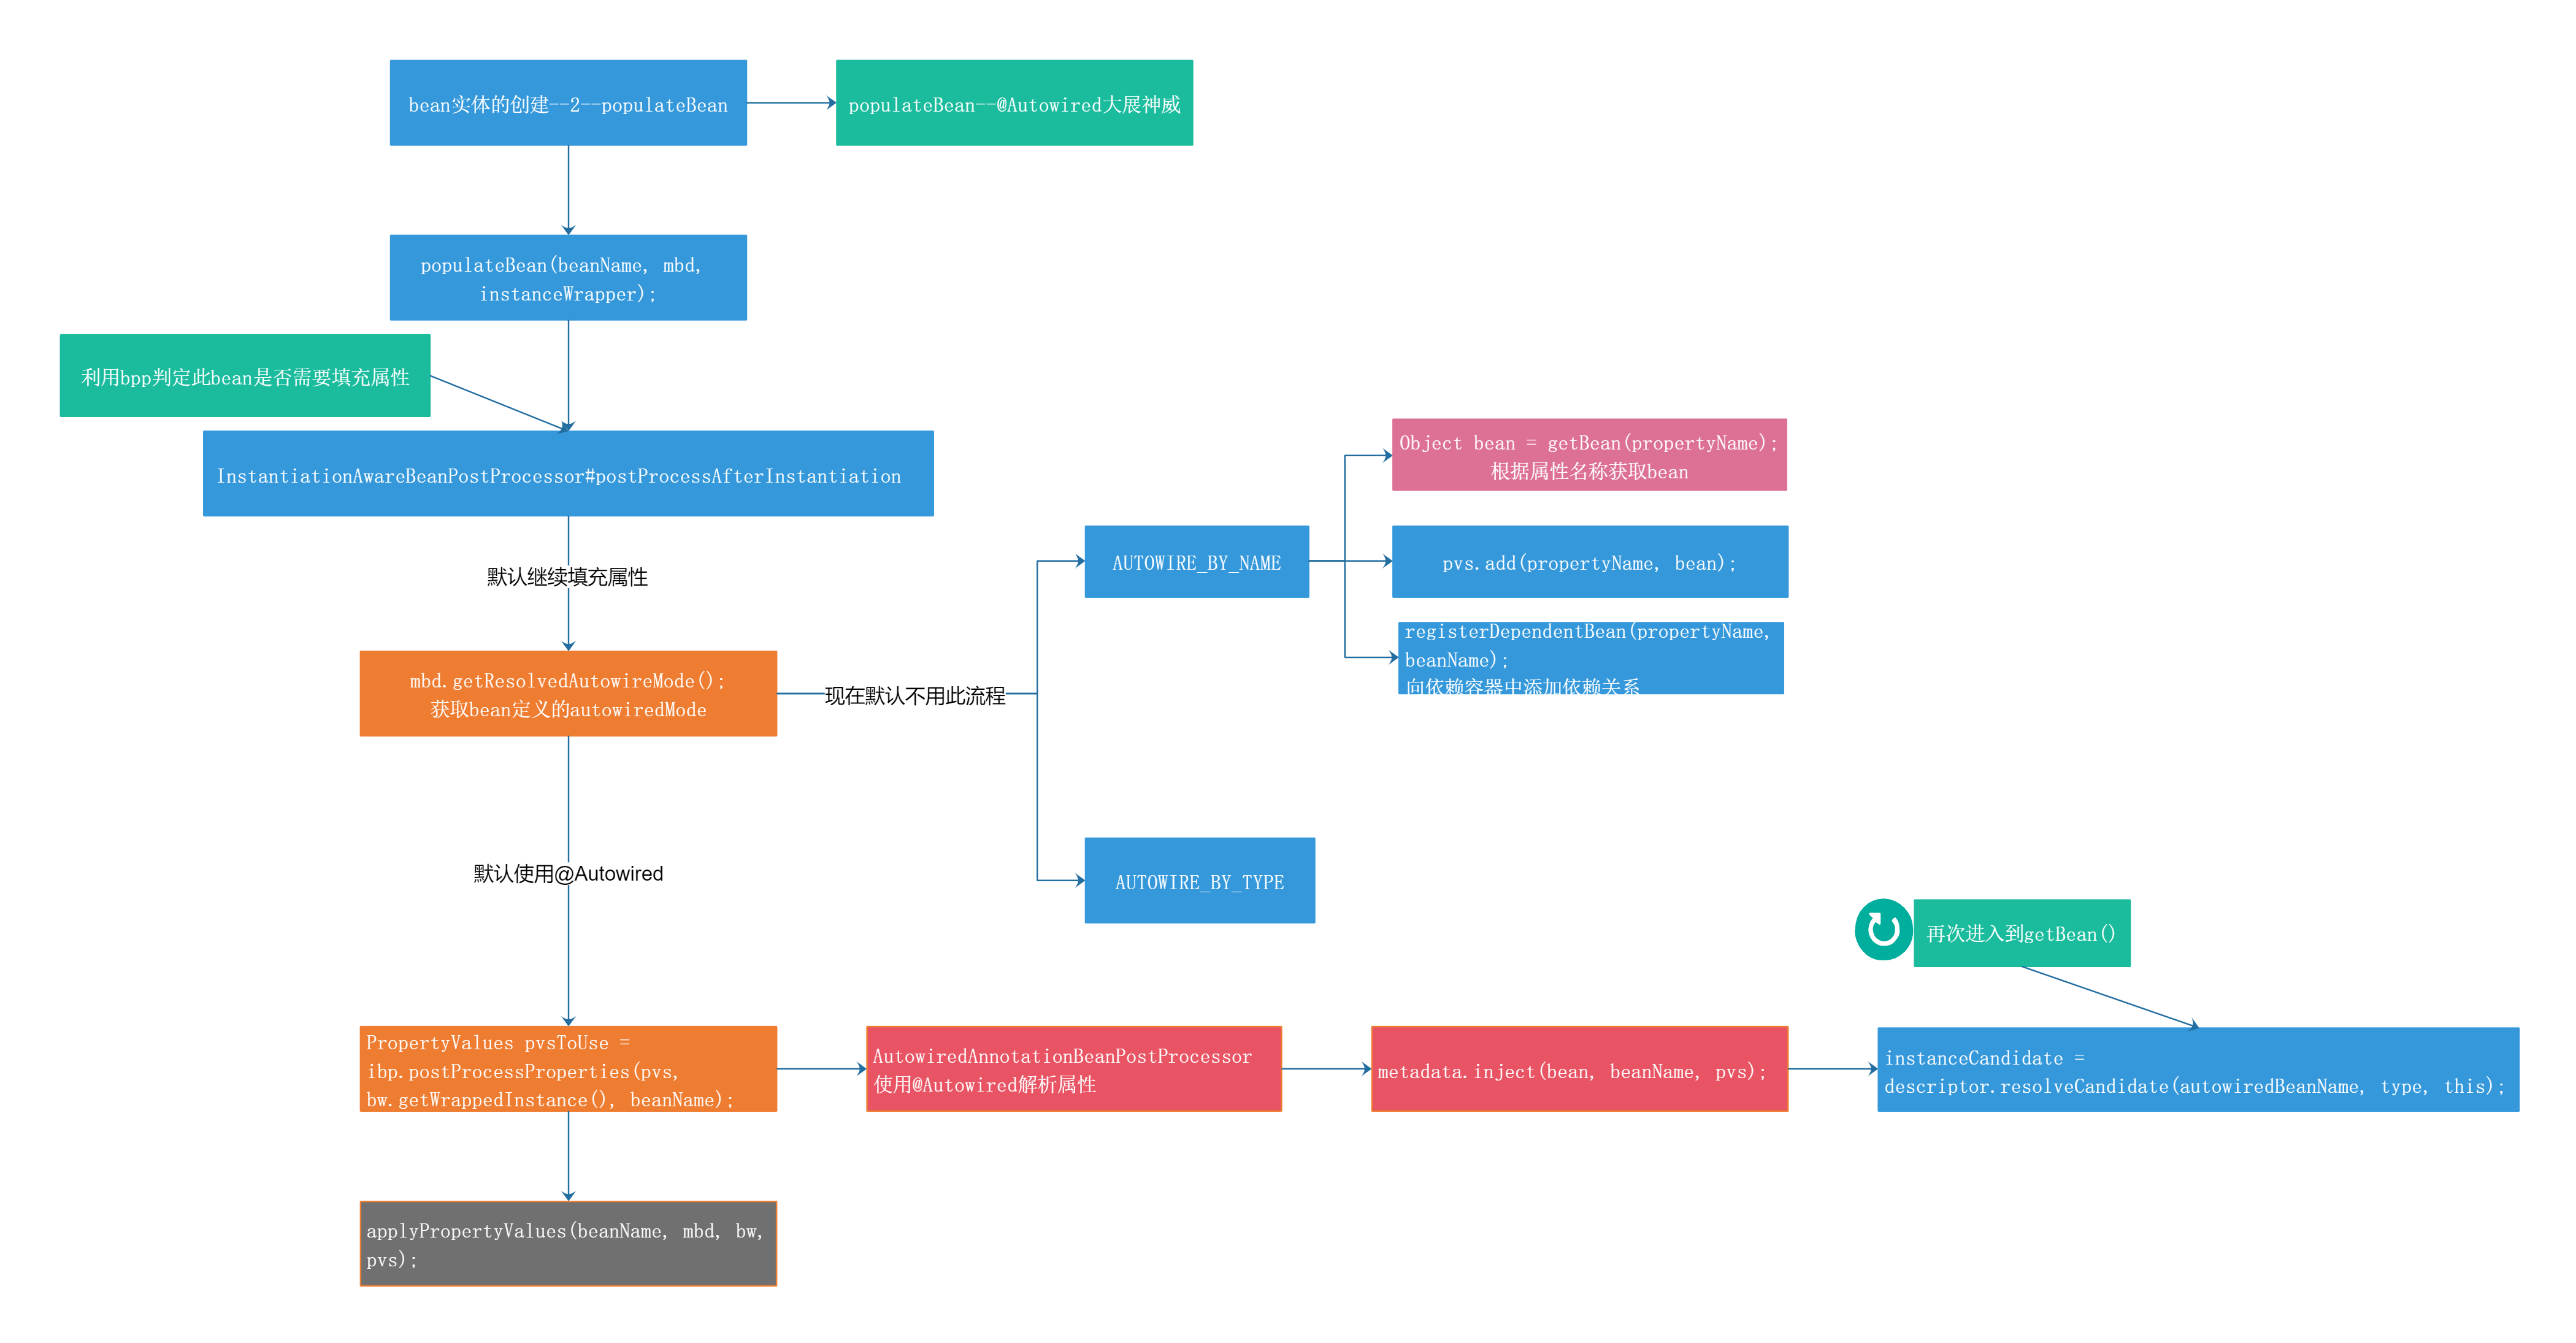 bean实体的创建--2--populateBean
populateBean--@Autowired大展神威
populateBean(beanName, mbd,
instanceWrapper);
利用bpp判定此bean是否需要填充属性
InstantiationAwareBeanPostProcessor#postProcessAfterInstantiation
Object bean = getBean(propertyName);
根据属性名称获取bean
AUTOWIRE_BY_NAME
pvs.add(propertyName, bean);
默认继续填充属性
registerDependentBean(propertyName,
beanName);
向依赖容器中添加依赖关系
mbd.getResolvedAutowireMode();
获取bean定义的autowiredMode
现在默认不用此流程
默认使用@Autowired
AUTOWIRE_BY_TYPE
再次进入到getBean()
PropertyValues pvsToUse =
ibp.postProcessProperties(pvs,
bw.getWrappedInstance(), beanName);
AutowiredAnnotationBeanPostProcessor
使用@Autowired解析属性
metadata.inject(bean, beanName, pvs);
instanceCandidate =
descriptor.resolveCandidate(autowiredBeanName, type, this);
applyPropertyValues(beanName, mbd, bw,
pvs);